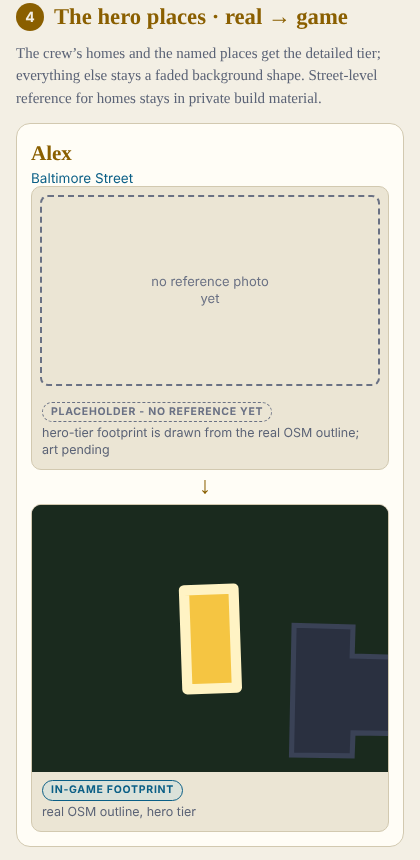 4 The hero places · real → game
The crew's homes and the named places get the detailed tier;
everything else stays a faded background shape. Street-level
reference for homes stays in private build material.
Alex
Baltimore Street
no reference photo
yet
PLACEHOLDER - NO REFERENCE YET
hero-tier footprint is drawn from the real OSM outline;
art pending
↓
IN-GAME FOOTPRINT
real OSM outline, hero tier